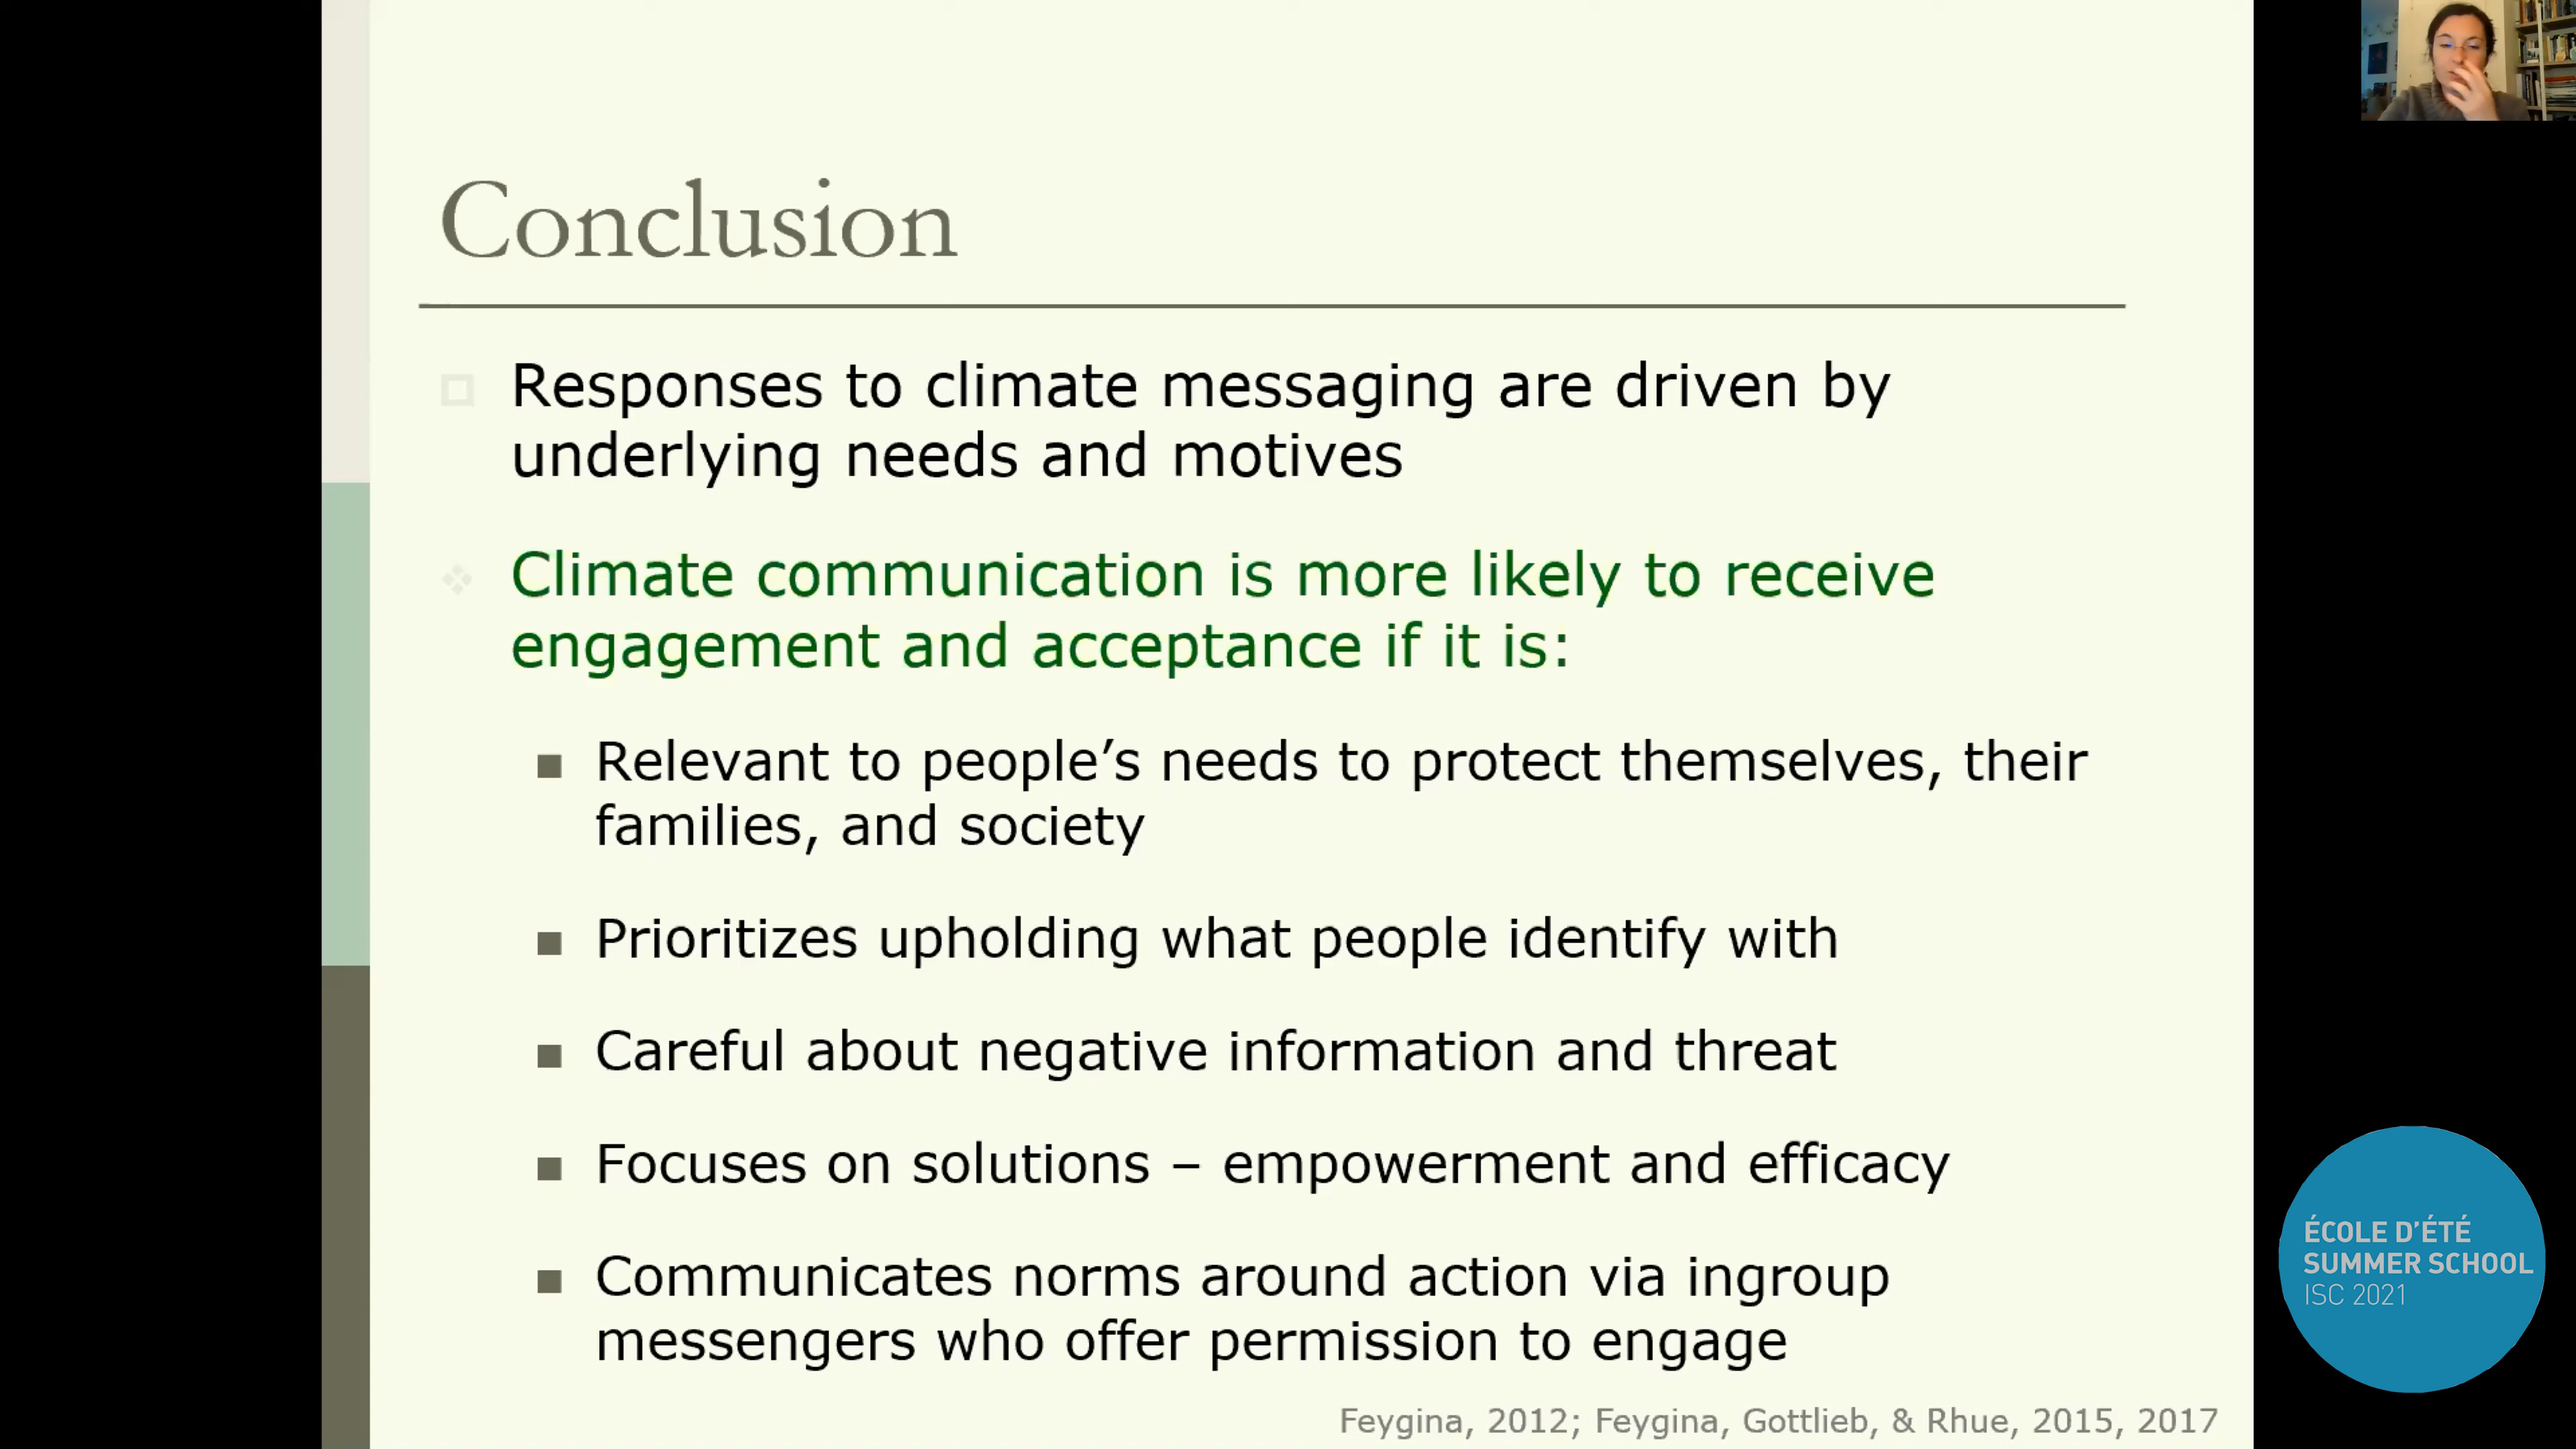 Conclusion
Responses to climate messaging are driven by
underlying needs and motives
Climate communication is more likely to receive
engagement and acceptance if it is:
Relevant to people’s needs to protect themselves, their
families, and society
Prioritizes upholding what people identify with
Careful about negative information and threat
Focuses on solutions – empowerment and efficacy
Communicates norms around action via ingroup
messengers who offer permission to engage
Feygina, 2012; Feygina, Gottlieb, & Rhue, 2015, 2017
ÉCOLE D’ÉTÉ
SUMMER SCHOOL
ISC 2021